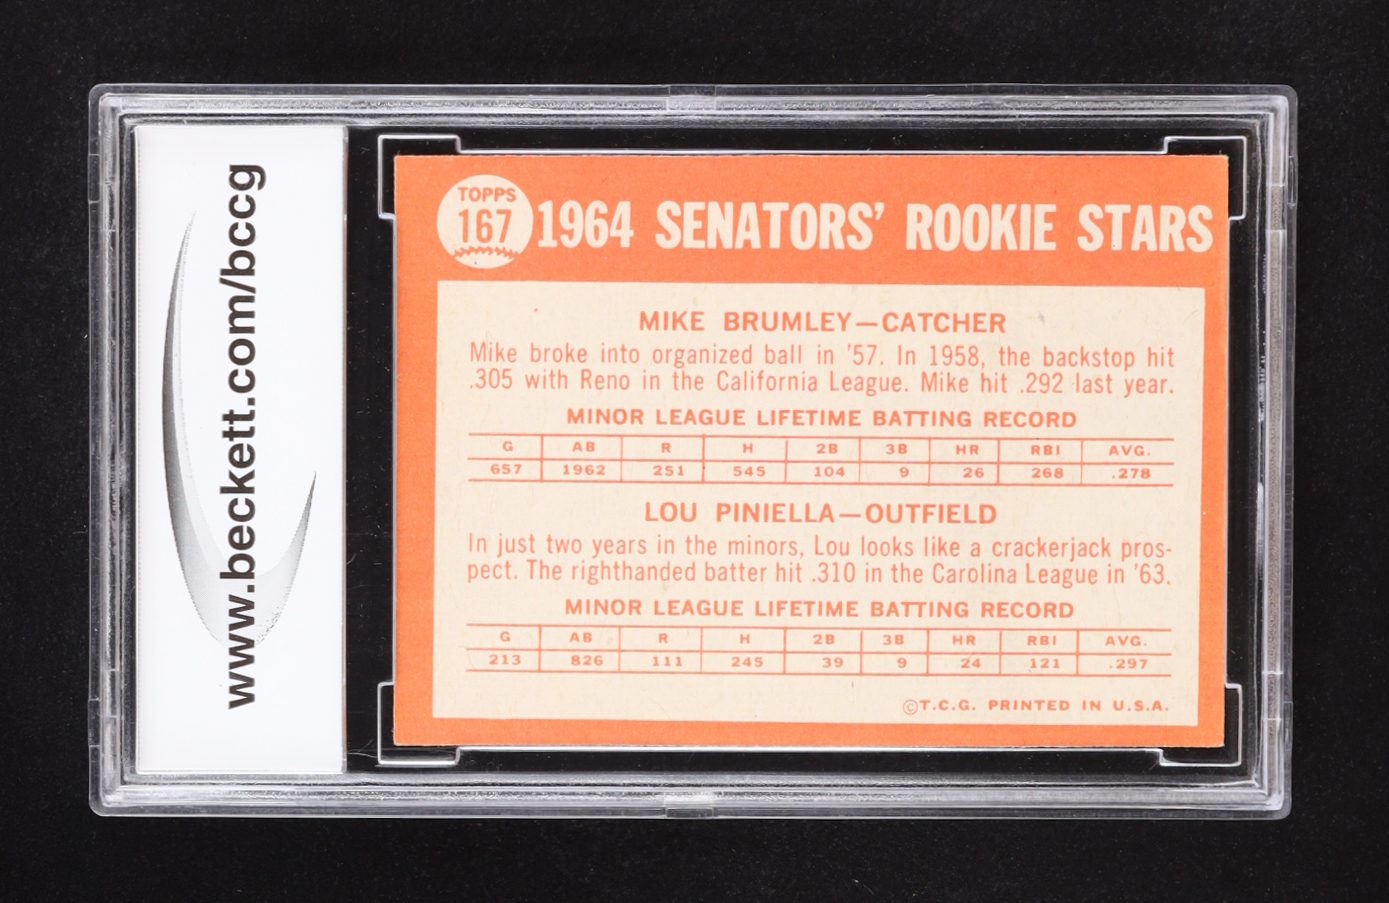 www.beckett.com/bccg
TOPPS
167
1964 SENATORS' ROOKIE STARS
MIKE BRUMLEY—CATCHER
Mike broke into organized ball in '57. In 1958, the backstop hit
.305 with Reno in the California League. Mike hit .292 last year.
MINOR LEAGUE LIFETIME BATTING RECORD
G AB R H 2B 3B HR RBI AVG.
657 1962 251 545 104 9 26 268 .278
LOU PINIELLA—OUTFIELD
In just two years in the minors, Lou looks like a crackerjack pros-
pect. The righthanded batter hit .310 in the Carolina League in '63.
MINOR LEAGUE LIFETIME BATTING RECORD
G AB R H 2B 3B HR RBI AVG.
213 826 111 245 39 9 24 121 .297
©T.C.G. PRINTED IN U.S.A.